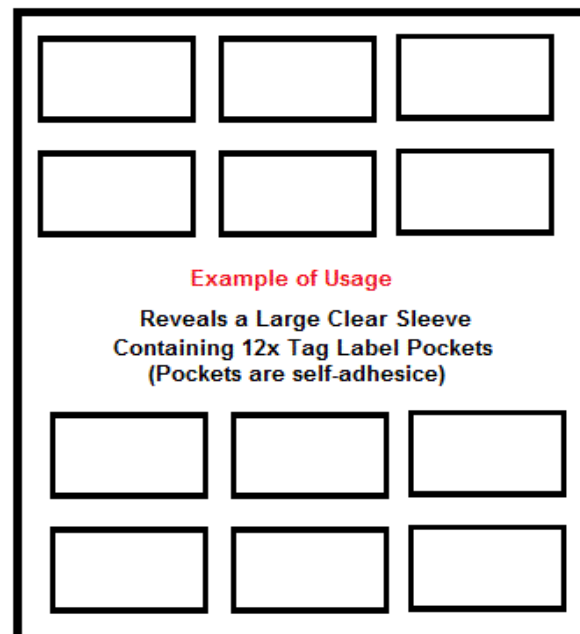 Example of Usage
Reveals a Large Clear Sleeve
Containing 12x Tag Label Pockets
(Pockets are self-adhesice)